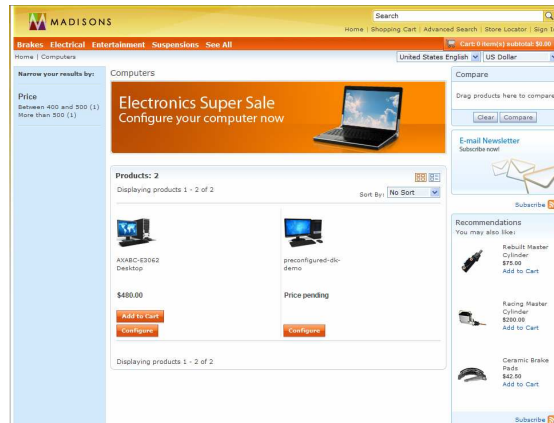 MADISONS
Search
Home | Shopping Cart | Advanced Search | Store Locator | Sign In
Brakes Electrical Entertainment Suspensions See All
Cart: 0 item(s) subtotal: $0.00
Home | Computers
United States English
US Dollar
Narrow your results by:
Price
Between 400 and 500 (1)
More than 500 (1)
Computers
Electronics Super Sale
Configure your computer now
Products: 2
Displaying products 1 - 2 of 2
Sort By: No Sort
AXABC-53062
Desktop
$480.00
Add to Cart
Configure
preconfigured-dk-
demo
Price pending
Configure
Displaying products 1 - 2 of 2
Compare
Drag products here to compare
Clear Compare
E-mail Newsletter
Subscribe now!
Subscribe
Recommendations
You may also like:
Rebuilt Master
Cylinder
$75.00
Add to Cart
Racing Master
Cylinder
$200.00
Add to Cart
Ceramic Brake
Pads
$42.50
Add to Cart
Subscribe